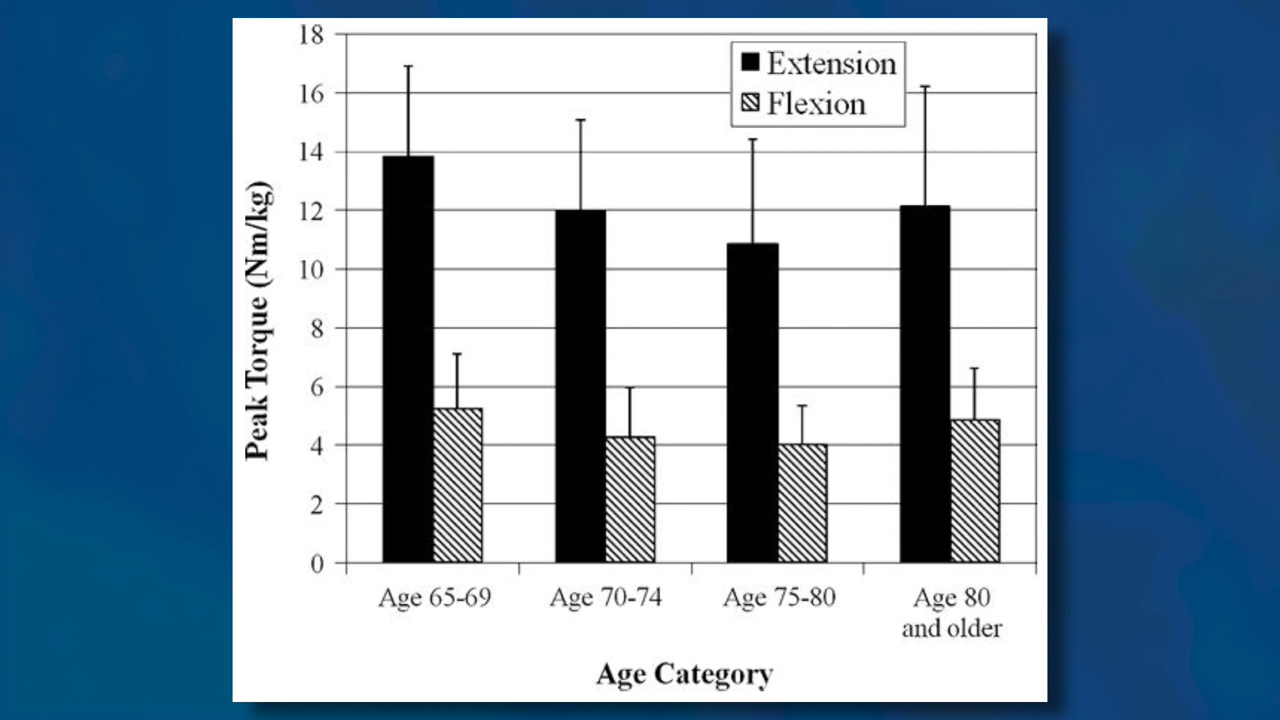 18
16
14
12
10
8
6
4
2
0
Peak Torque (Nm/kg)
Extension
Flexion
Age 65-69
Age 70-74
Age 75-80
Age 80
and older
Age Category